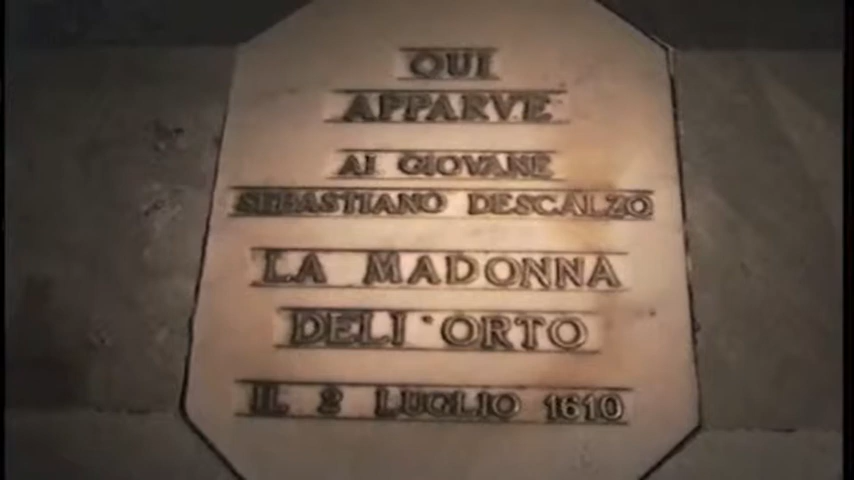 QUI
APPARVE
AL GIOVANE
SEBASTIANO DESCALZO
LA MADONNA
DELL'ORTO
IL 2 LUGLIO 1610